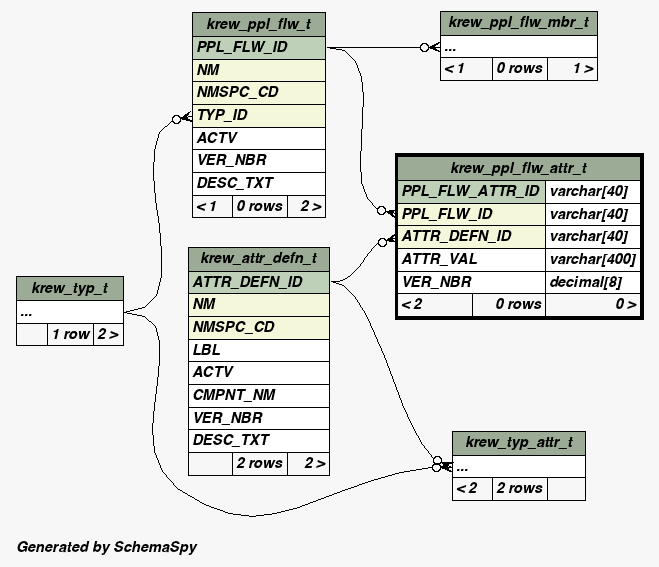 krew_ppl_flw_t
PPL_FLW_ID
NM
NMSPC_CD
TYP_ID
ACTV
VER_NBR
DESC_TXT
< 1 0 rows 2 >
krew_ppl_flw_mbr_t
...
< 1 0 rows 1 >
krew_ppl_flw_attr_t
PPL_FLW_ATTR_ID varchar[40]
PPL_FLW_ID varchar[40]
ATTR_DEFN_ID varchar[40]
ATTR_VAL varchar[400]
VER_NBR decimal[8]
< 2 0 rows 0 >
krew_attr_defn_t
ATTR_DEFN_ID
NM
NMSPC_CD
LBL
ACTV
CMPNT_NM
VER_NBR
DESC_TXT
2 rows 2 >
krew_typ_t
...
1 row 2 >
krew_typ_attr_t
...
< 2 2 rows
Generated by SchemaSpy